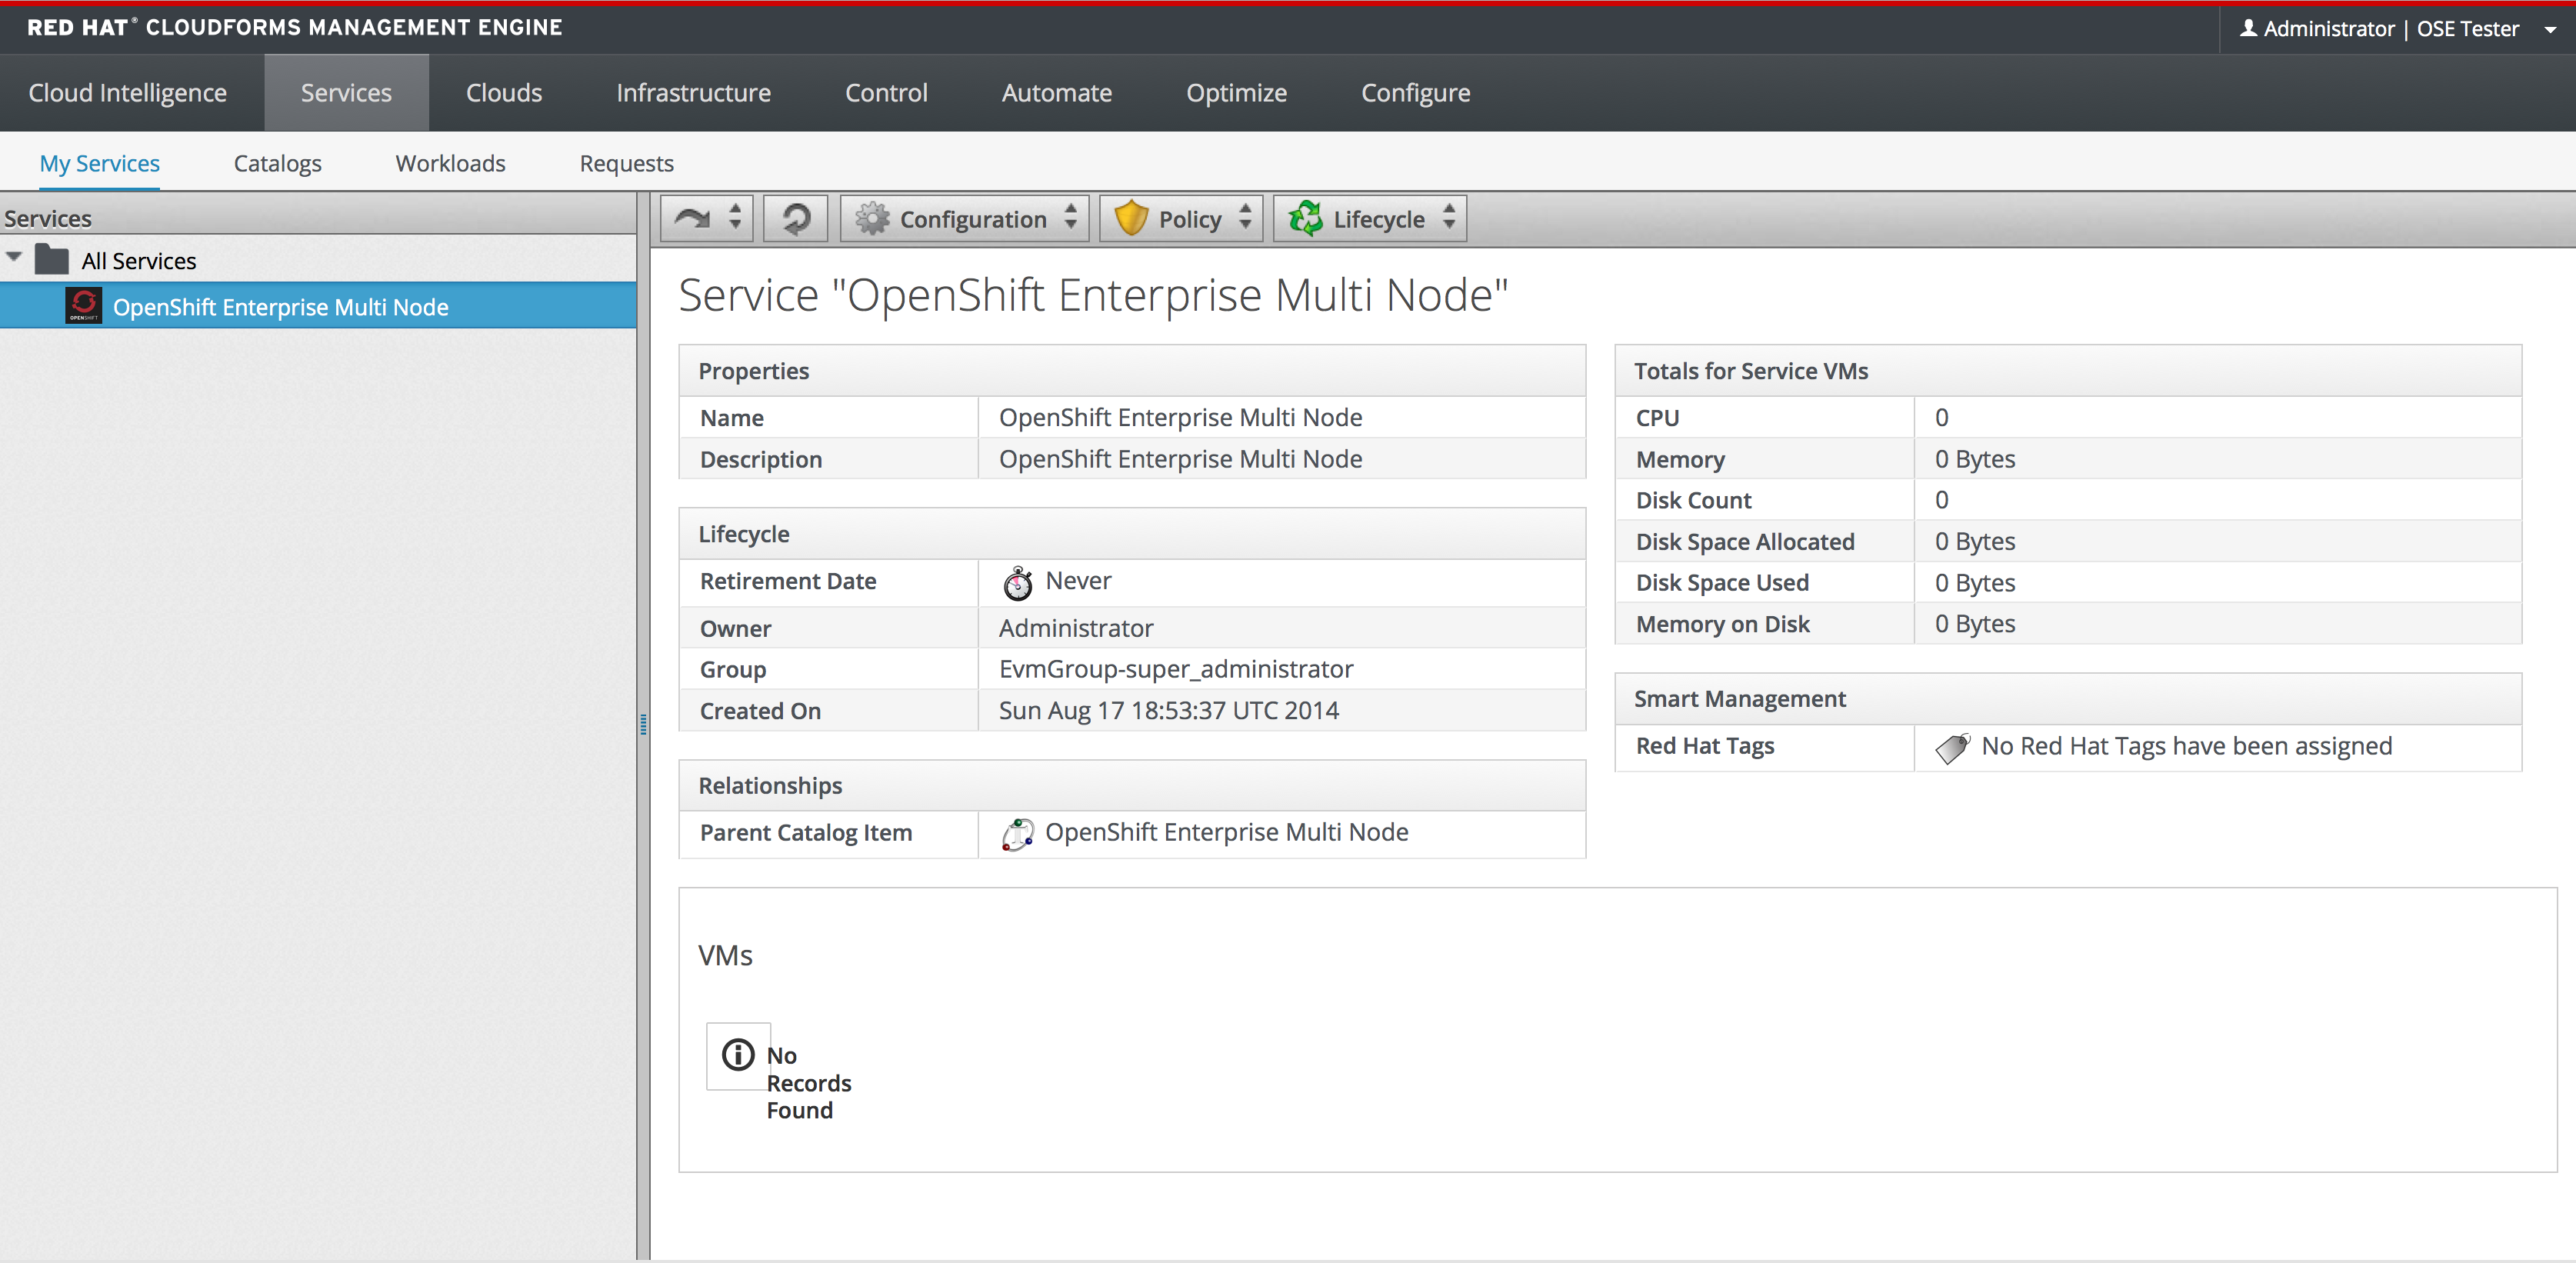 RED HAT® CLOUDFORMS MANAGEMENT ENGINE
Administrator | OSE Tester
Cloud Intelligence Services Clouds Infrastructure Control Automate Optimize Configure
My Services Catalogs Workloads Requests
Services
All Services
OPENSHIFT
OpenShift Enterprise Multi Node
Configuration Policy Lifecycle
Service "OpenShift Enterprise Multi Node"
Properties
Name OpenShift Enterprise Multi Node
Description OpenShift Enterprise Multi Node
Lifecycle
Retirement Date Never
Owner Administrator
Group EvmGroup-super_administrator
Created On Sun Aug 17 18:53:37 UTC 2014
Relationships
Parent Catalog Item OpenShift Enterprise Multi Node
Totals for Service VMs
CPU 0
Memory 0 Bytes
Disk Count 0
Disk Space Allocated 0 Bytes
Disk Space Used 0 Bytes
Memory on Disk 0 Bytes
Smart Management
Red Hat Tags No Red Hat Tags have been assigned
VMs
No
Records
Found